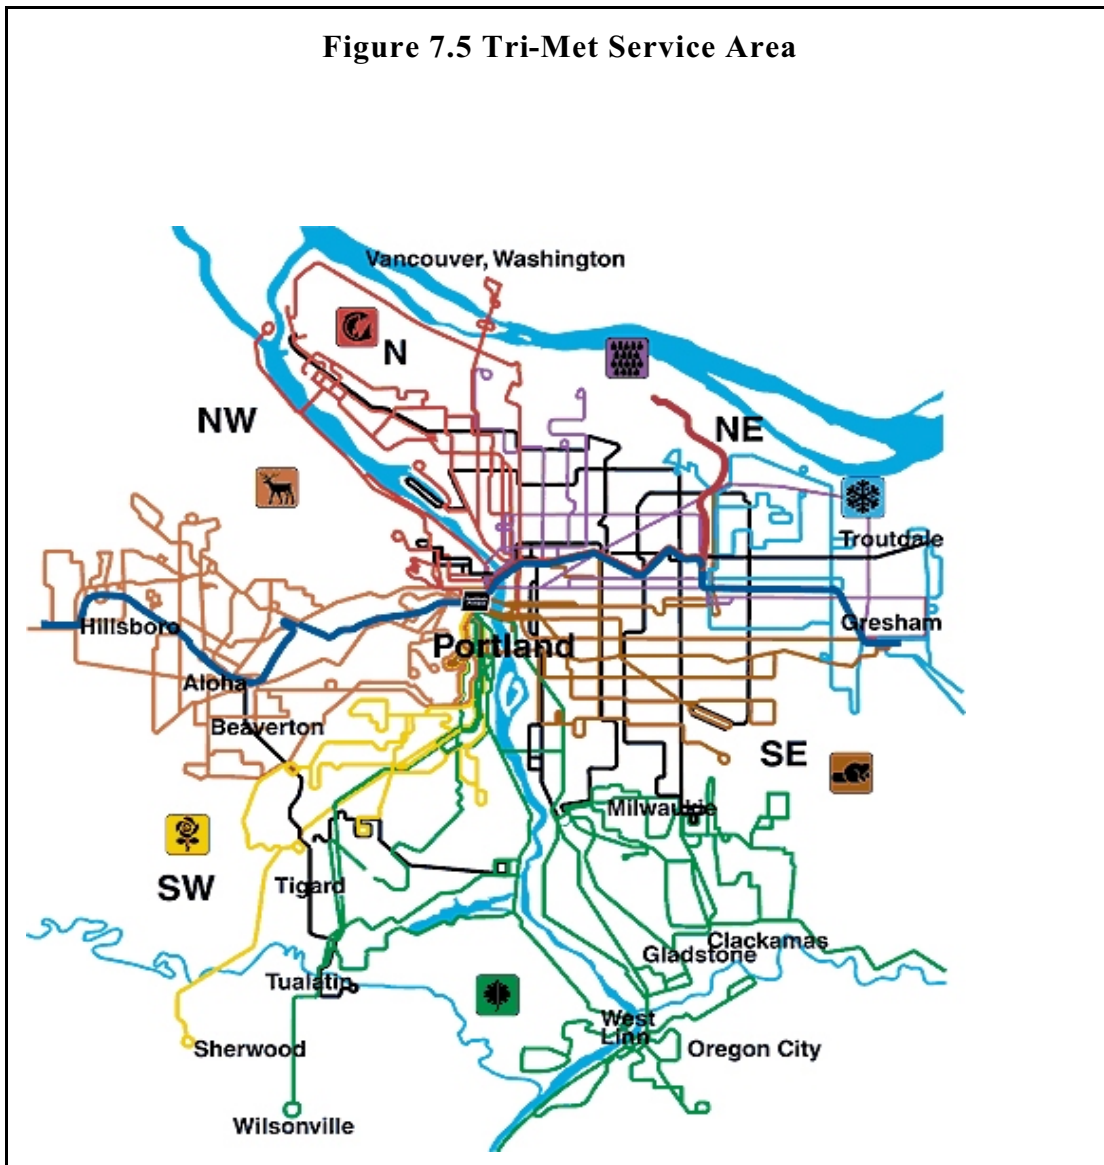 Figure 7.5 Tri-Met Service Area
Vancouver, Washington
N
NW
NE
Troutdale
Hillsboro
Gresham
Portland
Aloha
Beaverton
SE
Milwaukie
SW
Tigard
Clackamas
Gladstone
Tualatin
West
Linn
Sherwood
Oregon City
Wilsonville